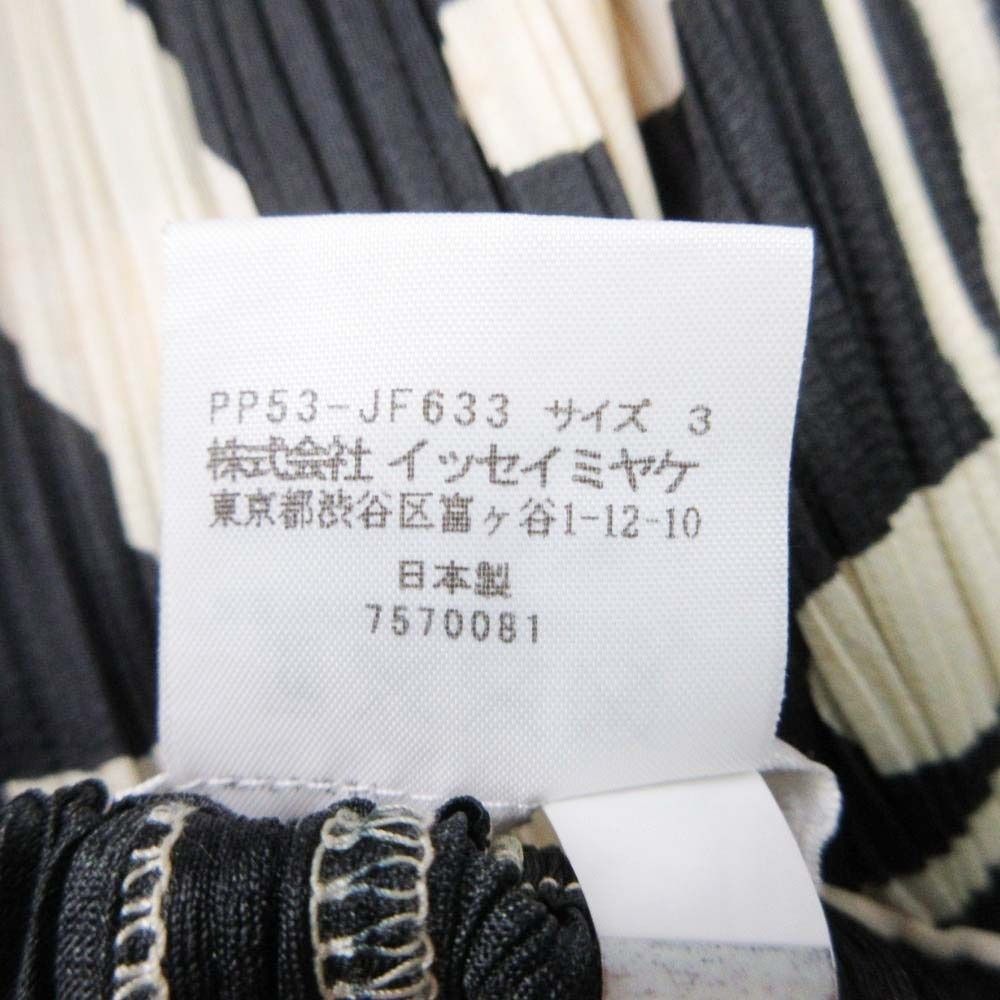 PP53-JF633 サイズ 3
株式会社 イッセイミヤケ
東京都渋谷区富ヶ谷1-12-10
日本製
7570081